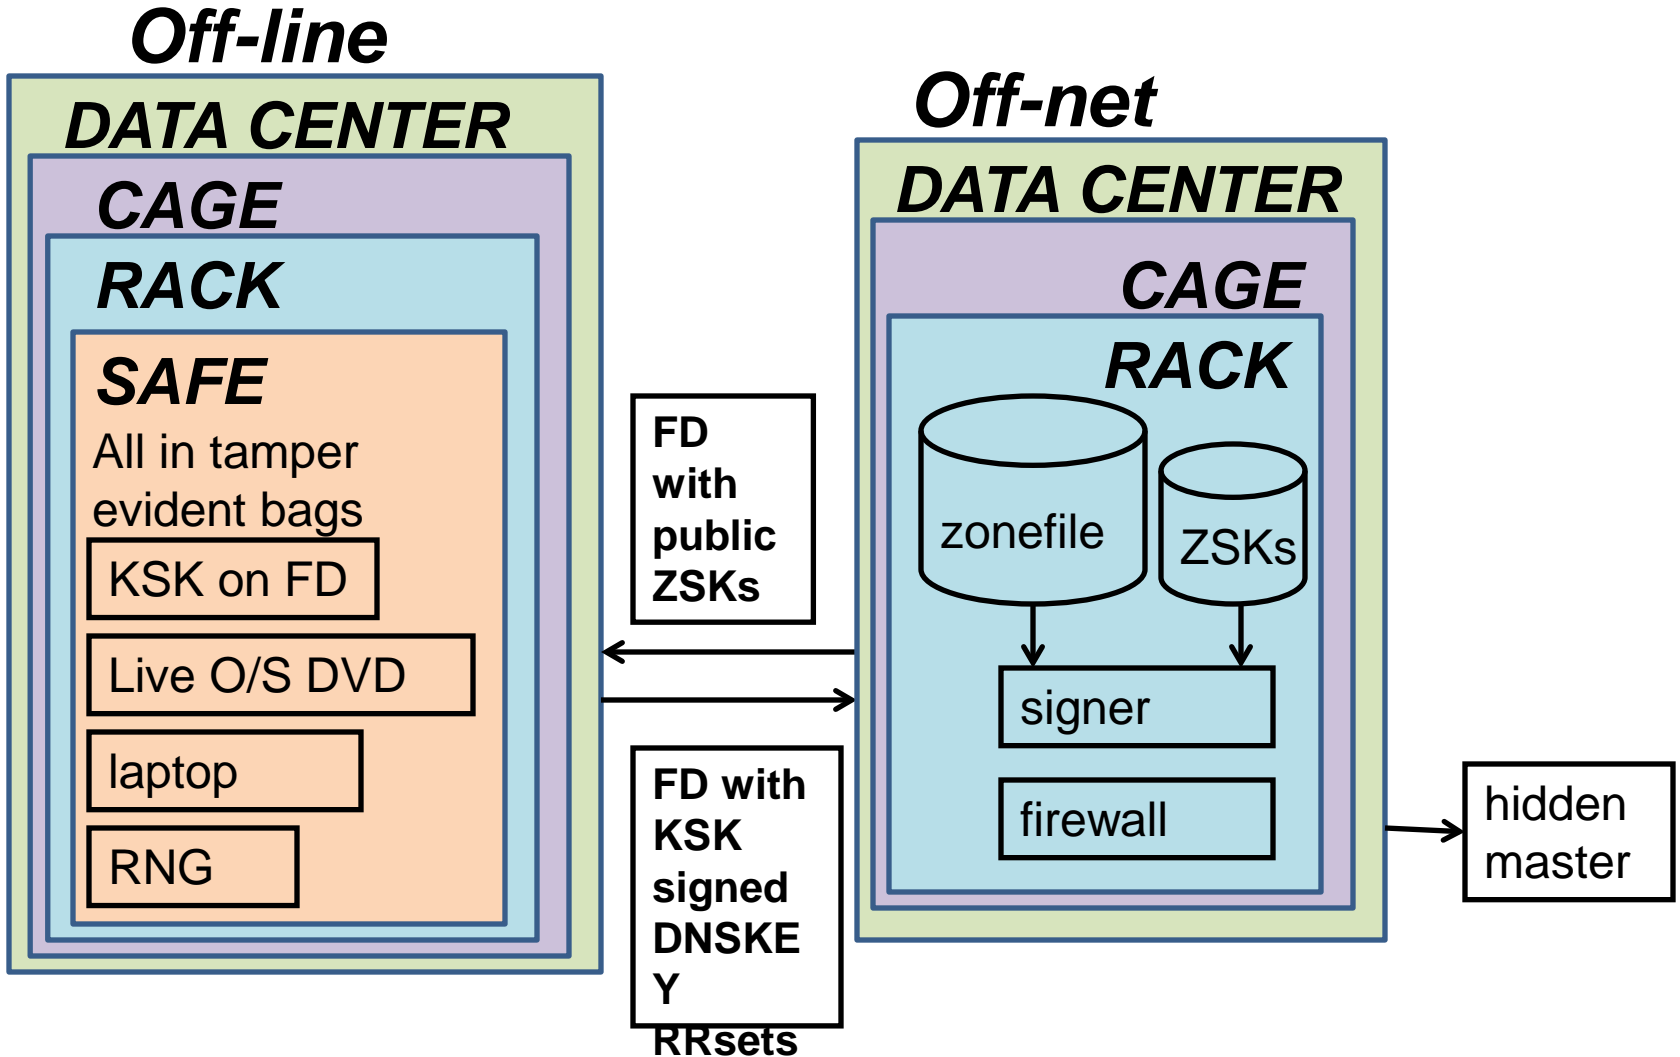 Off-line
DATA CENTER
CAGE
RACK
SAFE
All in tamper
evident bags
KSK on FD
Live O/S DVD
laptop
RNG
FD
with
public
ZSKs
FD with
KSK
signed
DNSKE
Y
RRsets
Off-net
DATA CENTER
CAGE
RACK
zonefile
ZSKs
signer
firewall
hidden
master